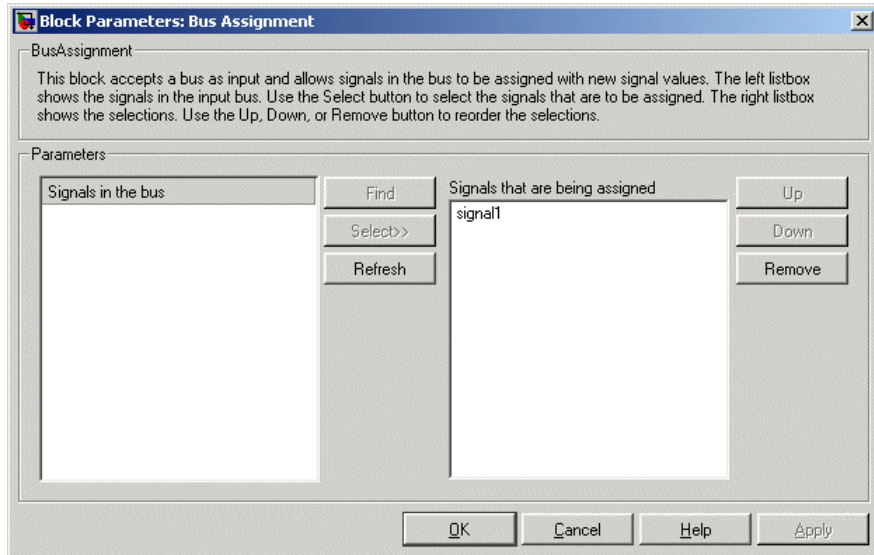 Block Parameters: Bus Assignment
BusAssignment
This block accepts a bus as input and allows signals in the bus to be assigned with new signal values. The left listbox
shows the signals in the input bus. Use the Select button to select the signals that are to be assigned. The right listbox
shows the selections. Use the Up, Down, or Remove button to reorder the selections.
Parameters
Signals in the bus
Find
Select>>
Refresh
Signals that are being assigned
signal1
Up
Down
Remove
OK
Cancel
Help
Apply